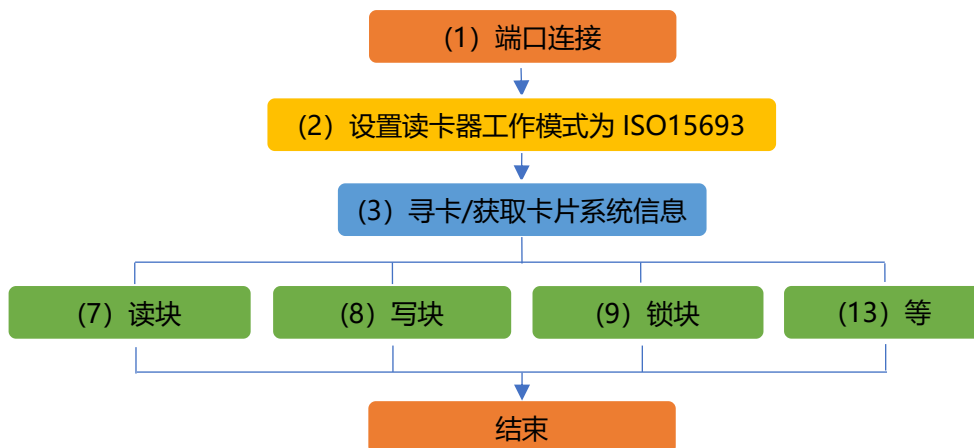 (1）端口连接
(2）设置读卡器工作模式为 ISO15693
(3）寻卡/获取卡片系统信息
(7）读块
(8）写块
(9）锁块
(13）等
结束